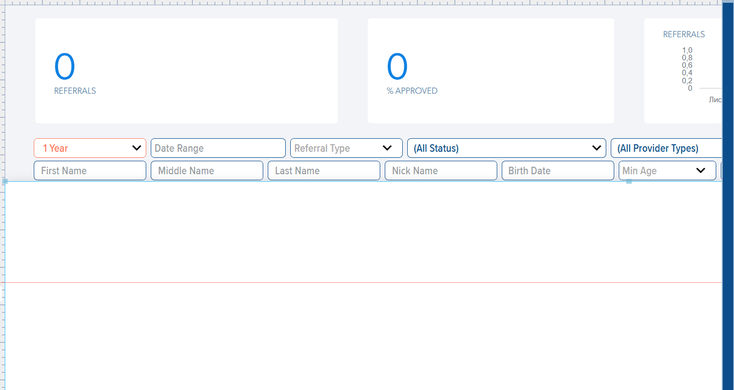 0
REFERRALS
0
% APPROVED
REFERRALS
1,0
0,8
0,6
0,4
0,2
0
Лис
1 Year
Date Range
Referral Type
(All Status)
(All Provider Types)
First Name
Middle Name
Last Name
Nick Name
Birth Date
Min Age